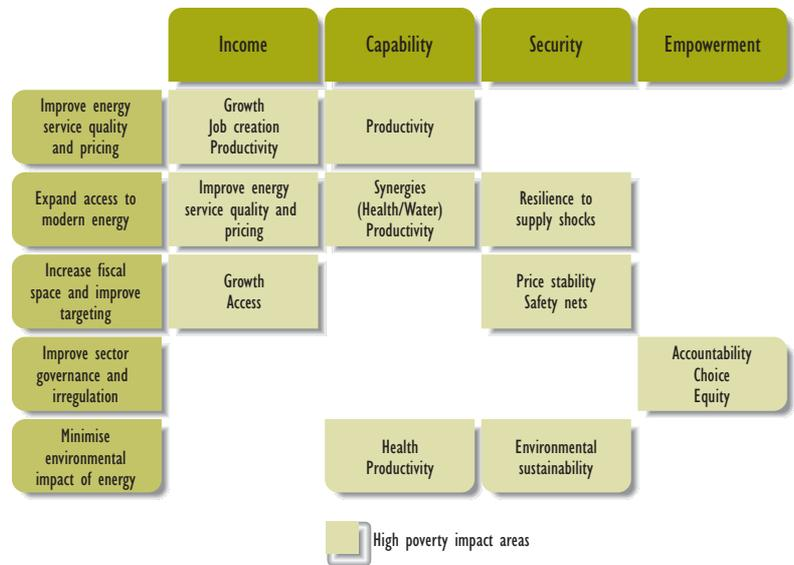 Income
Capability
Security
Empowerment
Improve energy
service quality
and pricing
Growth
Job creation
Productivity
Productivity
Expand access to
modern energy
Improve energy
service quality and
pricing
Synergies
(Health/Water)
Productivity
Resilience to
supply shocks
Increase fiscal
space and improve
targeting
Growth
Access
Price stability
Safety nets
Improve sector
governance and
irregulation
Accountability
Choice
Equity
Minimise
environmental
impact of energy
Health
Productivity
Environmental
sustainability
High poverty impact areas